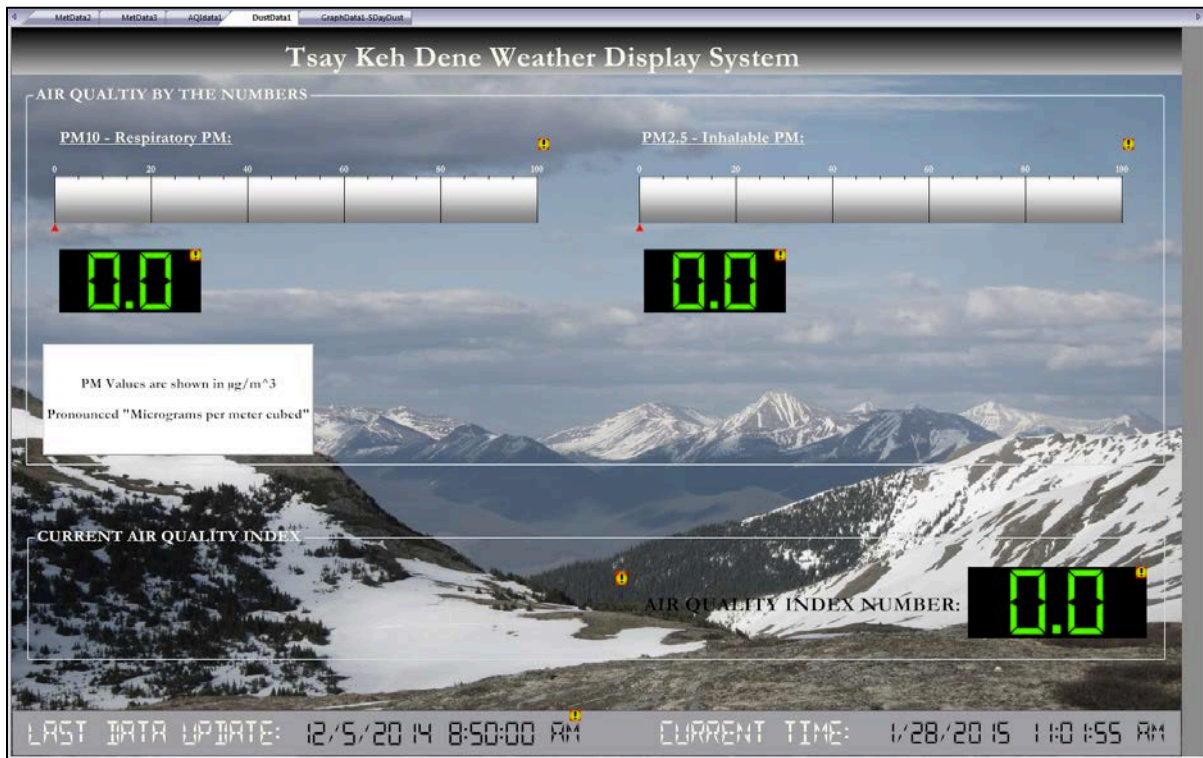 MetData2 MetData3 AQIdata1 DustData1 GraphData1-5DayDust
Tsay Keh Dene Weather Display System
AIR QUALTIY BY THE NUMBERS
PM10 - Respiratory PM: PM2.5 - Inhalable PM:
0 20 40 60 80 100 0 20 40 60 80 100
0.0 0.0
PM Values are shown in µg/m^3
Pronounced "Micrograms per meter cubed"
CURRENT AIR QUALITY INDEX
AIR QUALITY INDEX NUMBER: 0.0
LAST DATA UPDATE: 12/5/2014 8:50:00 AM CURRENT TIME: 1/28/2015 11:01:55 AM